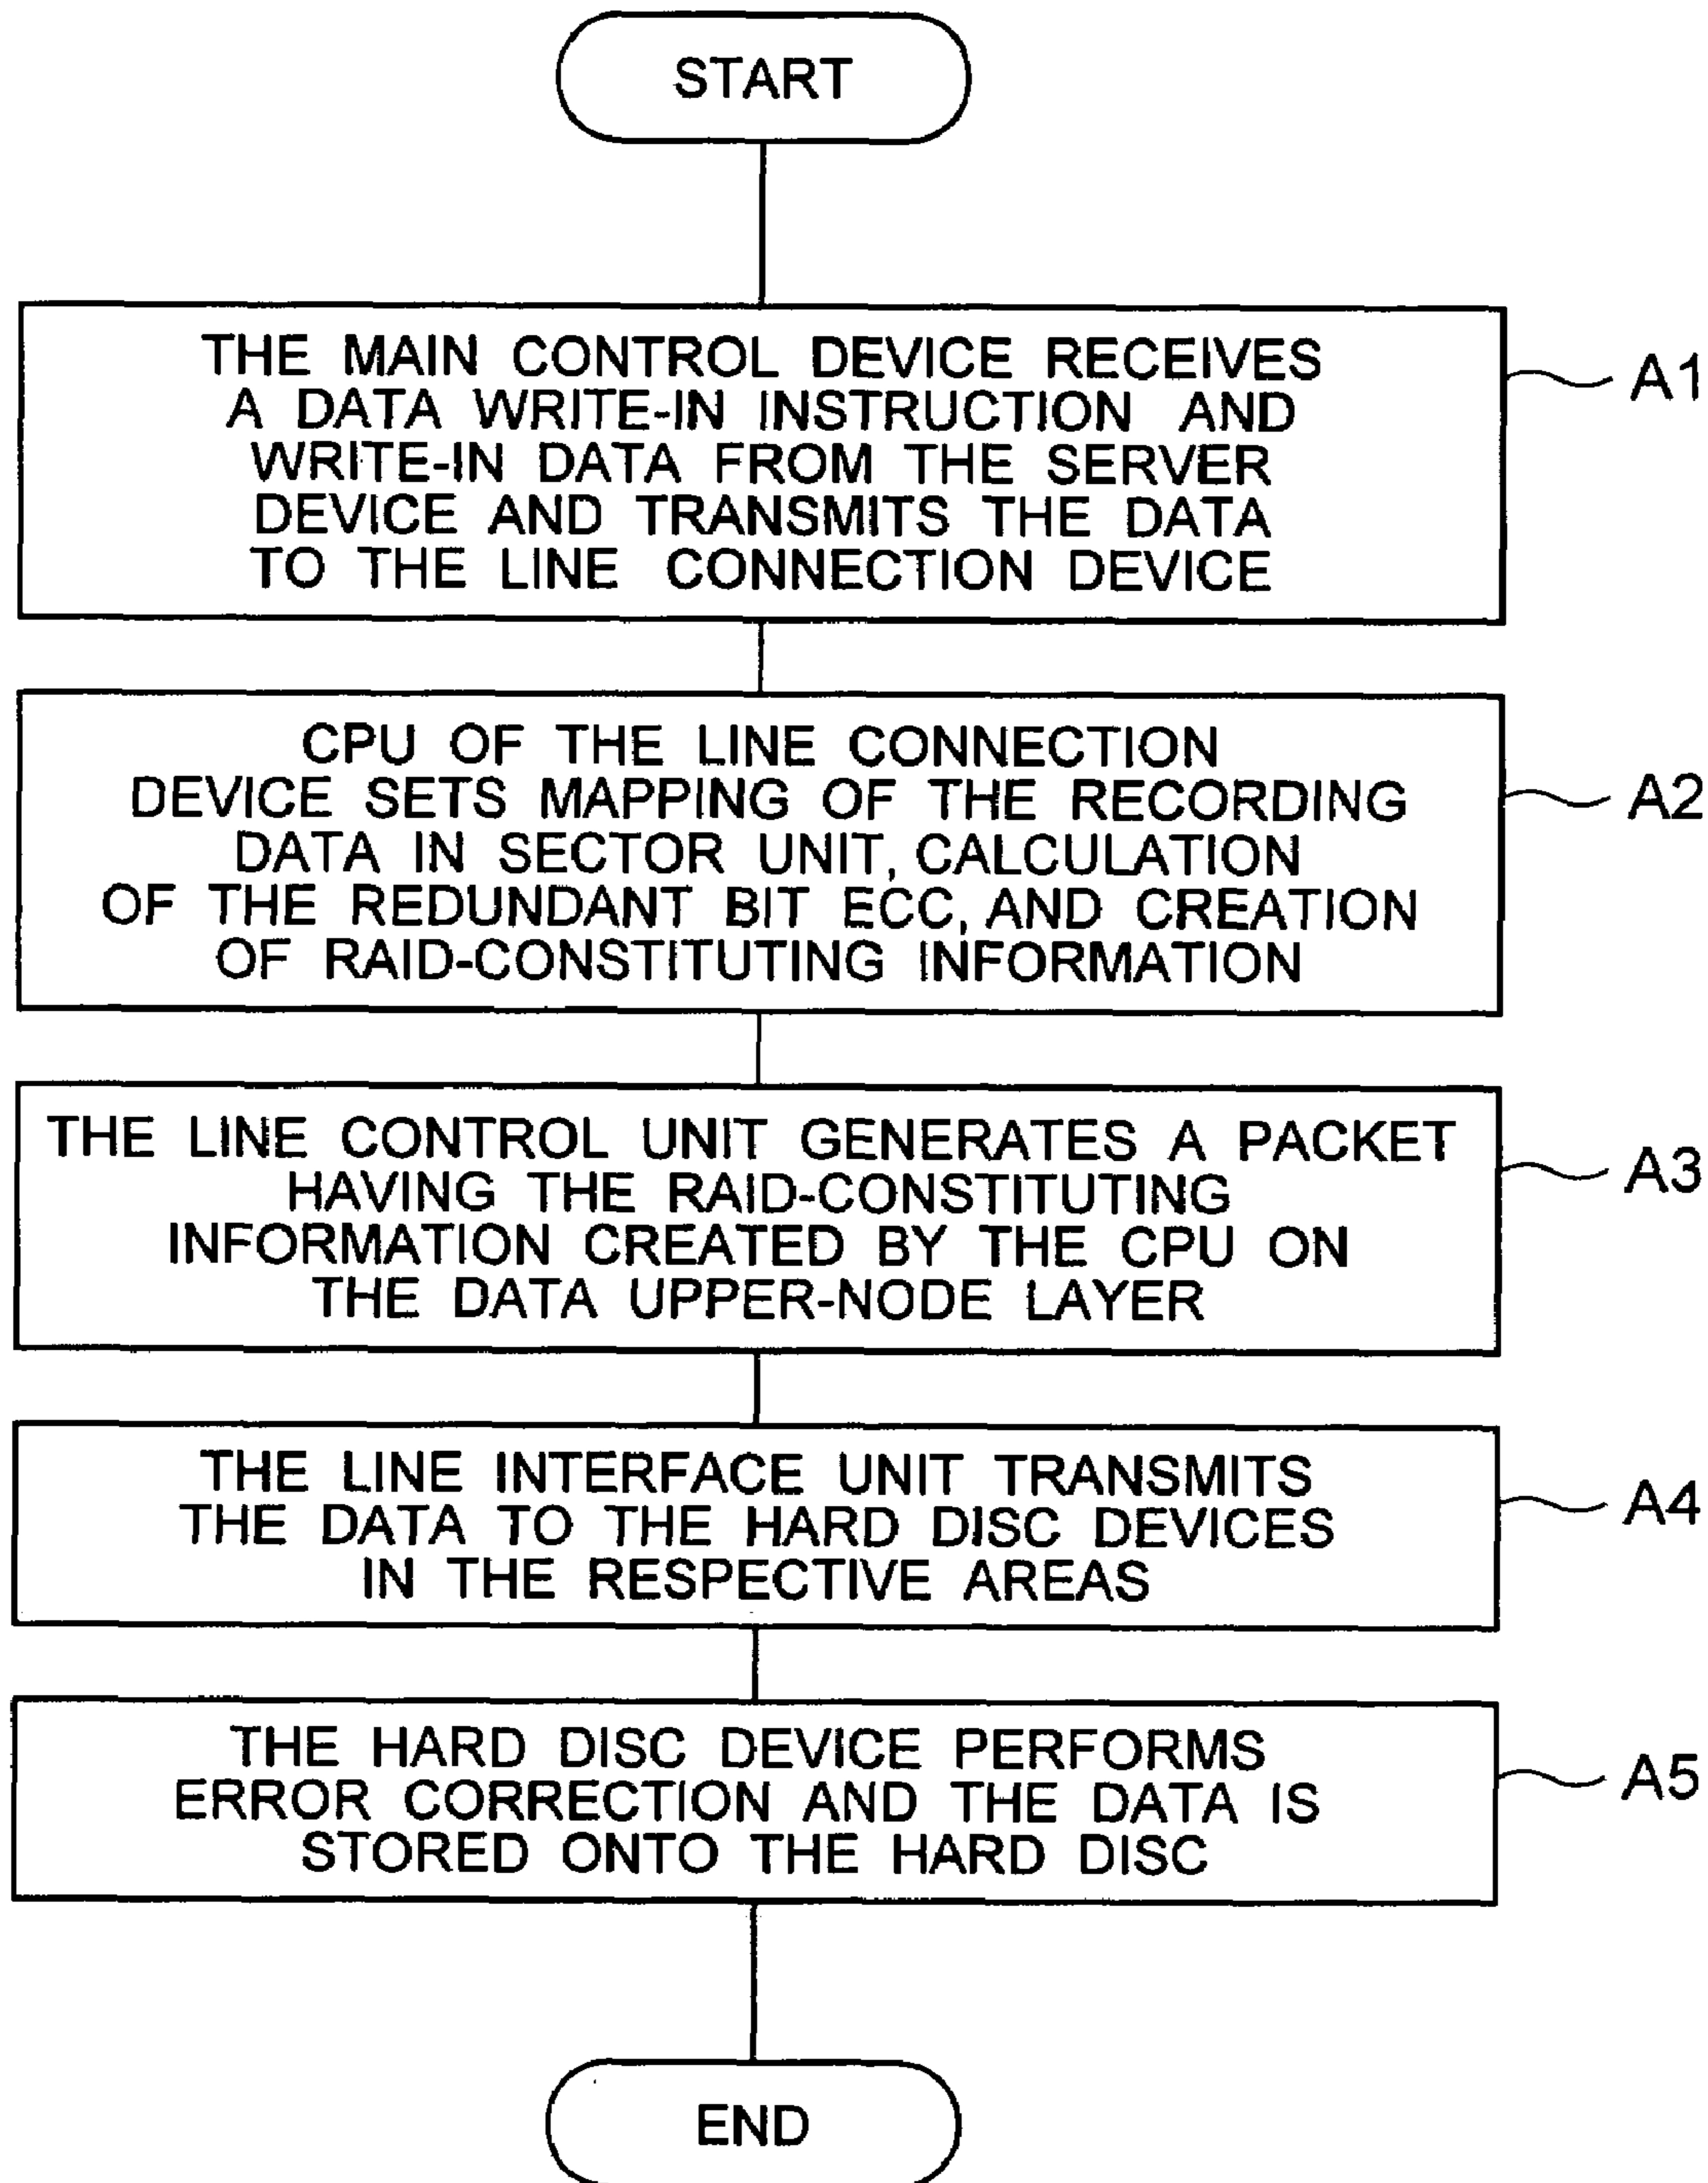 START
THE MAIN CONTROL DEVICE RECEIVES
A DATA WRITE-IN INSTRUCTION AND
WRITE-IN DATA FROM THE SERVER
DEVICE AND TRANSMITS THE DATA
TO THE LINE CONNECTION DEVICE
A1
CPU OF THE LINE CONNECTION
DEVICE SETS MAPPING OF THE RECORDING
DATA IN SECTOR UNIT, CALCULATION
OF THE REDUNDANT BIT ECC, AND CREATION
OF RAID-CONSTITUTING INFORMATION
A2
THE LINE CONTROL UNIT GENERATES A PACKET
HAVING THE RAID-CONSTITUTING
INFORMATION CREATED BY THE CPU ON
THE DATA UPPER-NODE LAYER
A3
THE LINE INTERFACE UNIT TRANSMITS
THE DATA TO THE HARD DISC DEVICES
IN THE RESPECTIVE AREAS
A4
THE HARD DISC DEVICE PERFORMS
ERROR CORRECTION AND THE DATA IS
STORED ONTO THE HARD DISC
A5
END